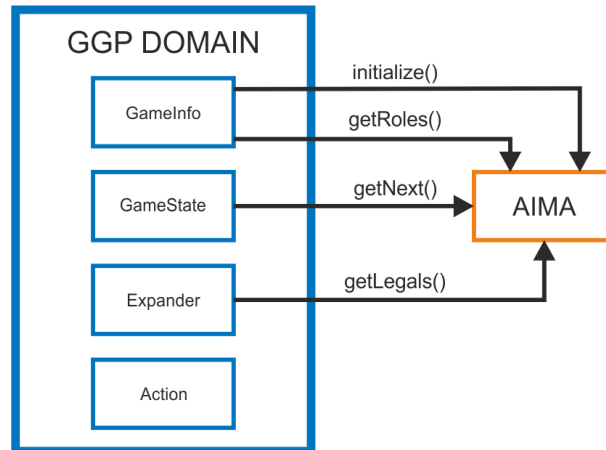 GGP DOMAIN
GameInfo
initialize()
getRoles()
GameState
getNext()
AIMA
Expander
getLegals()
Action